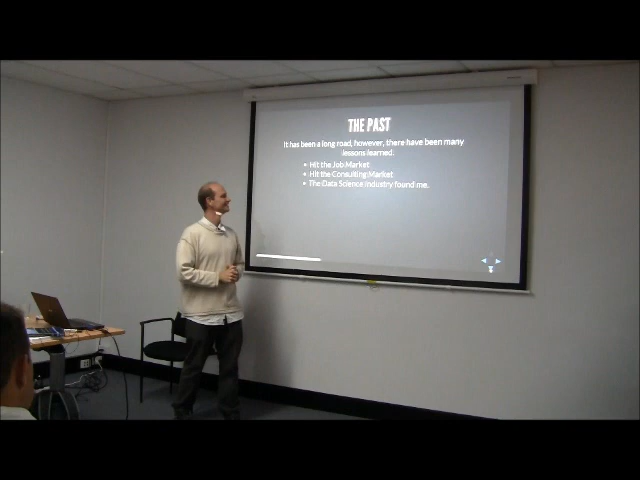 THE PAST
It has been a long road, however, there have been many
lessons learned:
• Hit the Job Market
• Hit the Consulting Market
• The Data Science Industry found me.